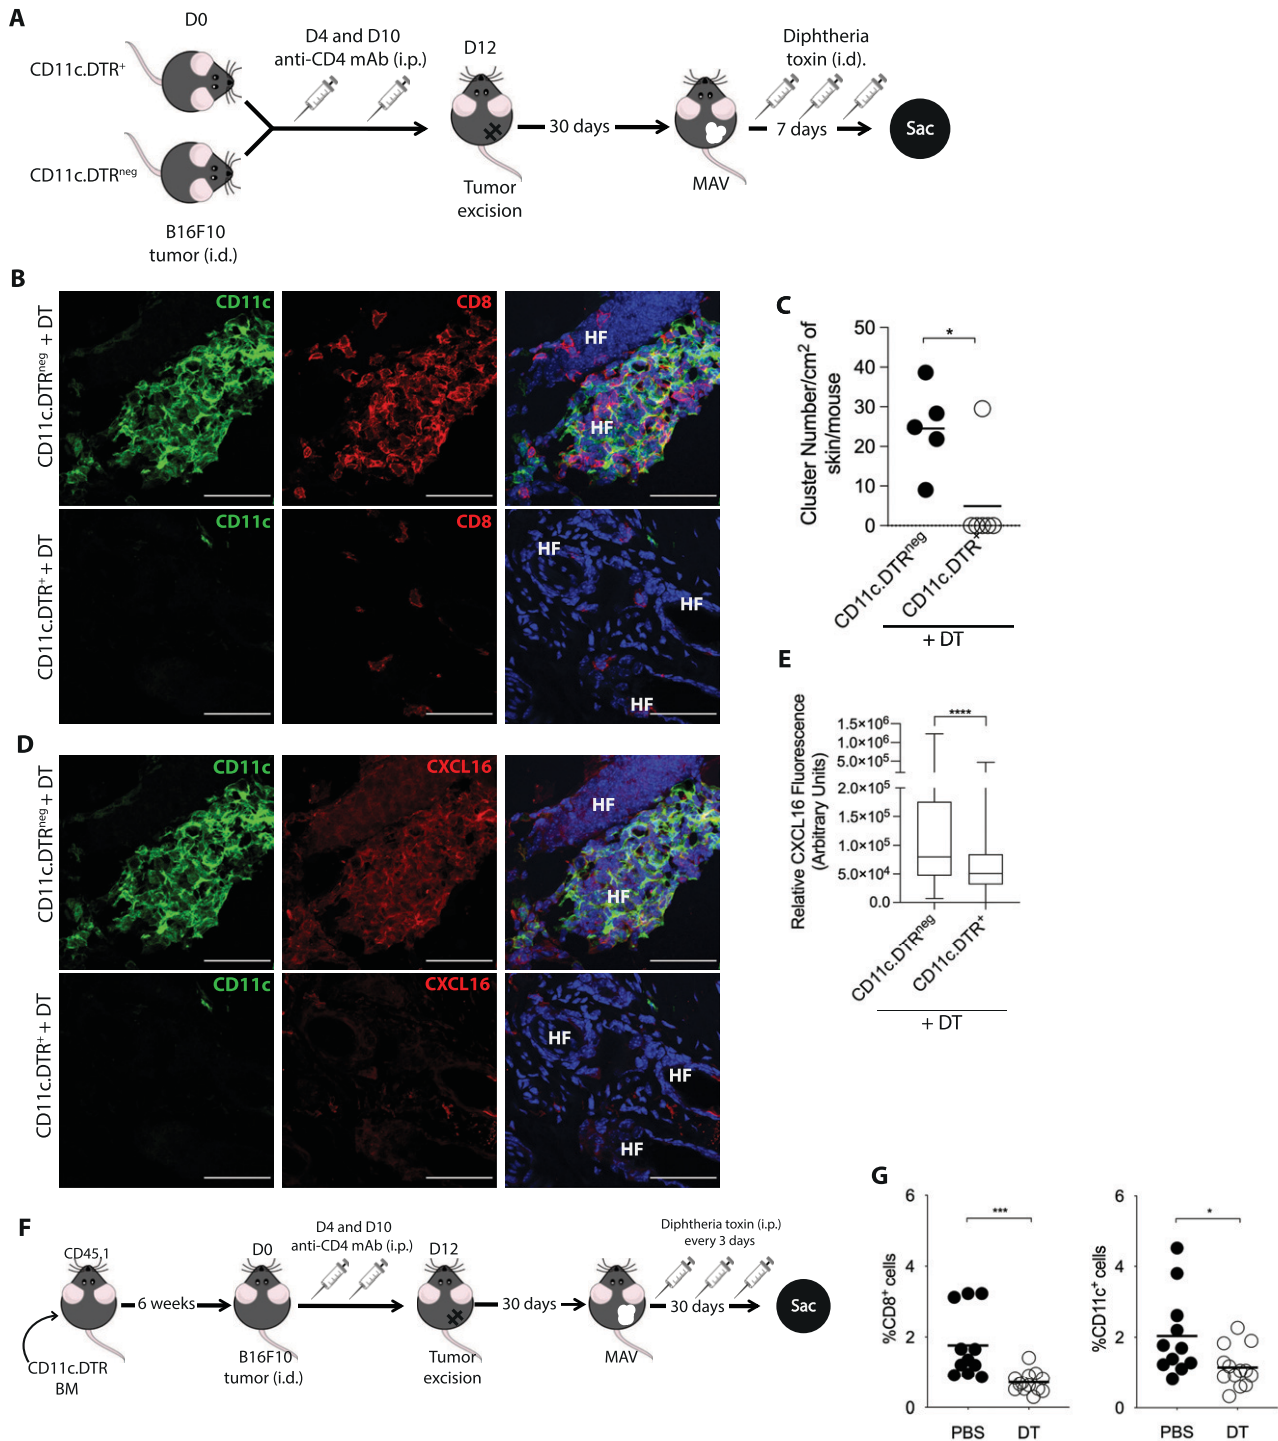 A
D0
CD11c.DTR+
CD11c.DTRneg
B16F10
tumor (i.d.)
D4 and D10
anti-CD4 mAb (i.p.)
D12
Tumor
excision
30 days
MAV
Diphtheria
toxin (i.d).
7 days
Sac
B
CD11c.DTRneg + DT
CD11c
CD8
HF
HF
CD11c.DTR+ + DT
CD11c
CD8
HF
HF
HF
C
Cluster Number/cm2 of
skin/mouse
50
40
30
20
10
0
*
CD11c.DTRneg
CD11c.DTR+
+ DT
D
CD11c.DTRneg + DT
CD11c
CXCL16
HF
HF
CD11c.DTR+ + DT
CD11c
CXCL16
HF
HF
HF
E
Relative CXCL16 Fluorescence
(Arbitrary Units)
1.5×10^6
1.0×10^6
5.0×10^5
2.0×10^5
1.5×10^5
1.0×10^5
5.0×10^4
0.0
****
CD11c.DTRneg
CD11c.DTR+
+ DT
F
CD45.1
CD11c.DTR
BM
6 weeks
D0
B16F10
tumor (i.d.)
D4 and D10
anti-CD4 mAb (i.p.)
D12
Tumor
excision
30 days
MAV
Diphtheria toxin (i.p.)
every 3 days
30 days
Sac
G
%CD8+ cells
6
4
2
0
***
PBS
DT
%CD11c+ cells
6
4
2
0
*
PBS
DT